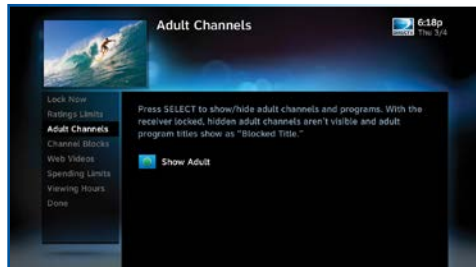 Adult Channels
DIRECTV
6:18p
Thu 3/4
Lock Now
Ratings Limits
Adult Channels
Channel Blocks
Web Videos
Spending Limits
Viewing Hours
Done
Press SELECT to show/hide adult channels and programs. With the
receiver locked, hidden adult channels aren't visible and adult
program titles show as "Blocked Title."
Show Adult